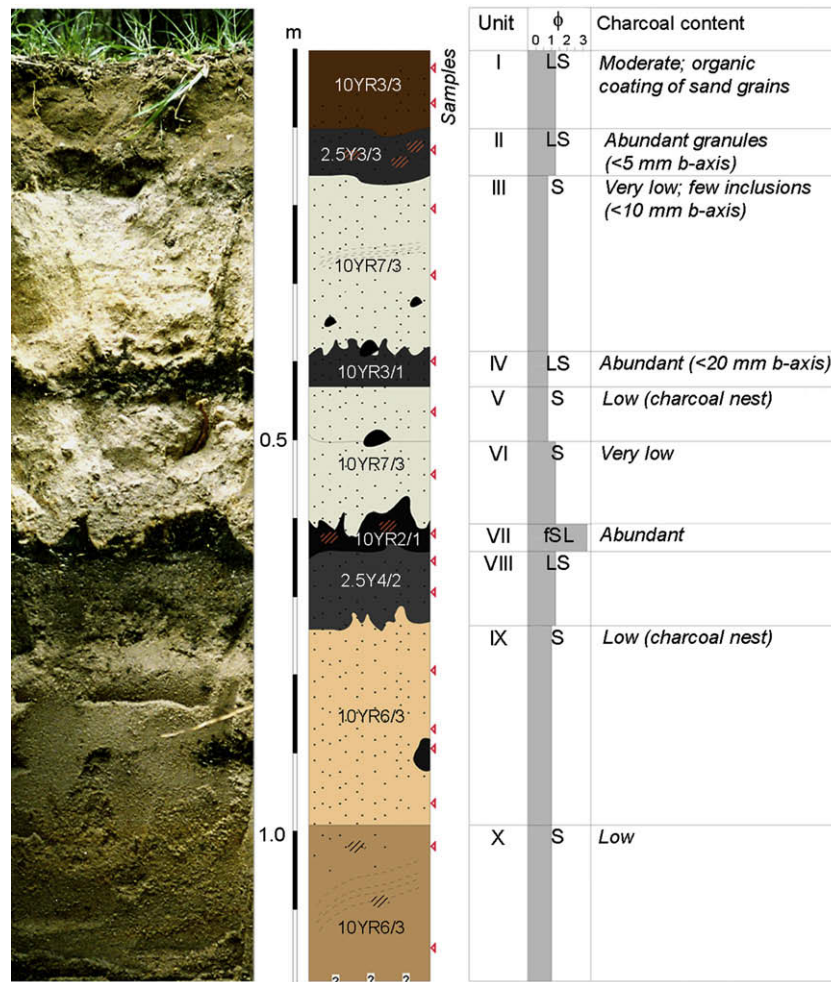 m
Samples
Unit ϕ Charcoal content
0 1 2 3
10YR3/3
I LS Moderate; organic
coating of sand grains
2.5Y3/3
II LS Abundant granules
(<5 mm b-axis)
III S Very low; few inclusions
(<10 mm b-axis)
10YR7/3
10YR3/1
IV LS Abundant (<20 mm b-axis)
V S Low (charcoal nest)
0.5
10YR7/3
VI S Very low
10YR2/1
VII fSL Abundant
2.5Y4/2
VIII LS
IX S Low (charcoal nest)
10YR6/3
1.0
X S Low
10YR6/3
? ? ?